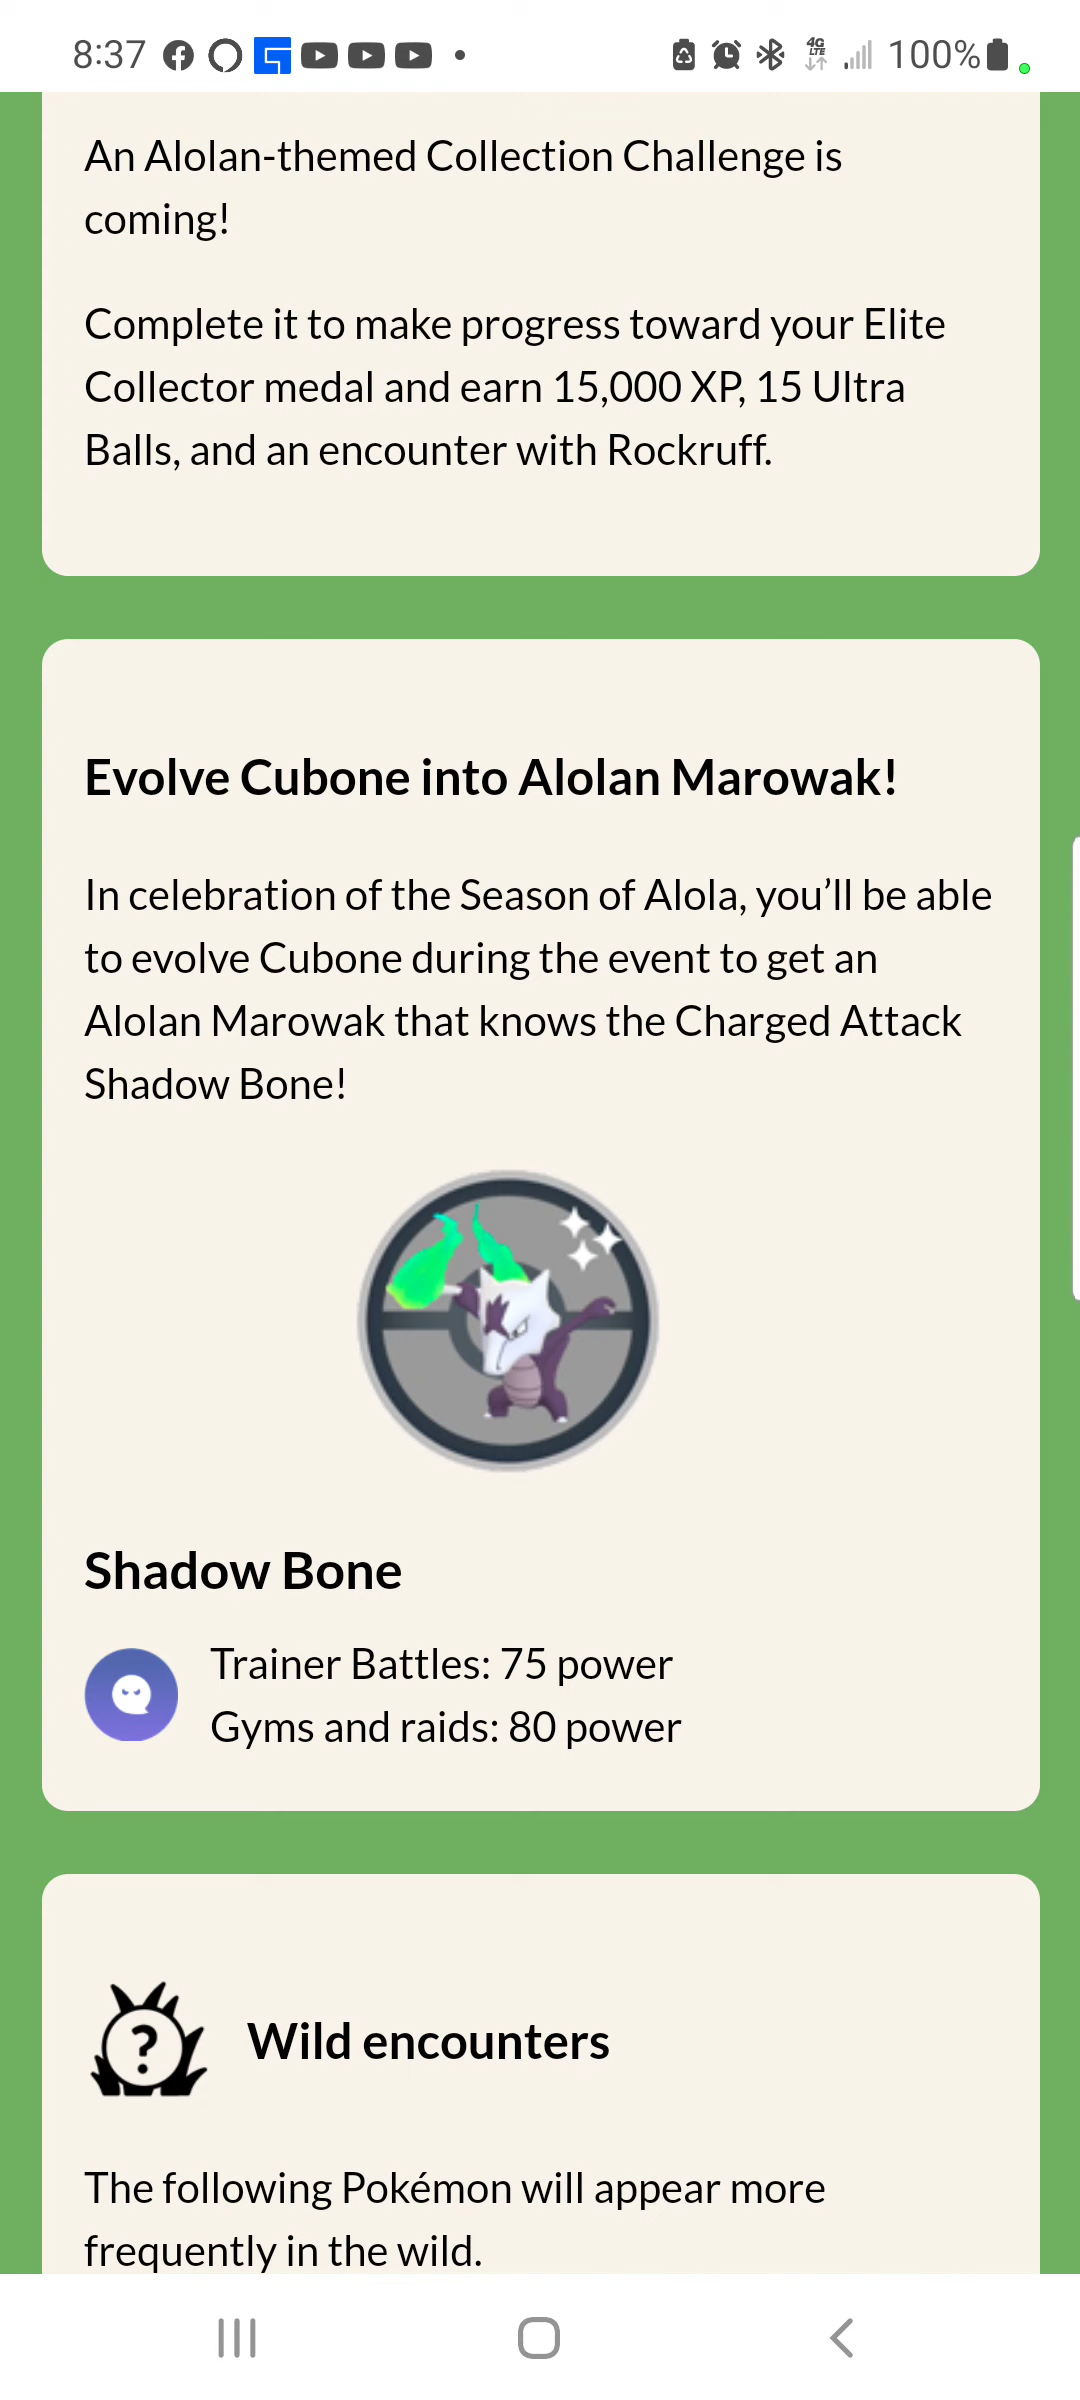 8:37
4G
LTE
100%
An Alolan-themed Collection Challenge is
coming!
Complete it to make progress toward your Elite
Collector medal and earn 15,000 XP, 15 Ultra
Balls, and an encounter with Rockruff.
Evolve Cubone into Alolan Marowak!
In celebration of the Season of Alola, you’ll be able
to evolve Cubone during the event to get an
Alolan Marowak that knows the Charged Attack
Shadow Bone!
Shadow Bone
Trainer Battles: 75 power
Gyms and raids: 80 power
?
Wild encounters
The following Pokémon will appear more
frequently in the wild.